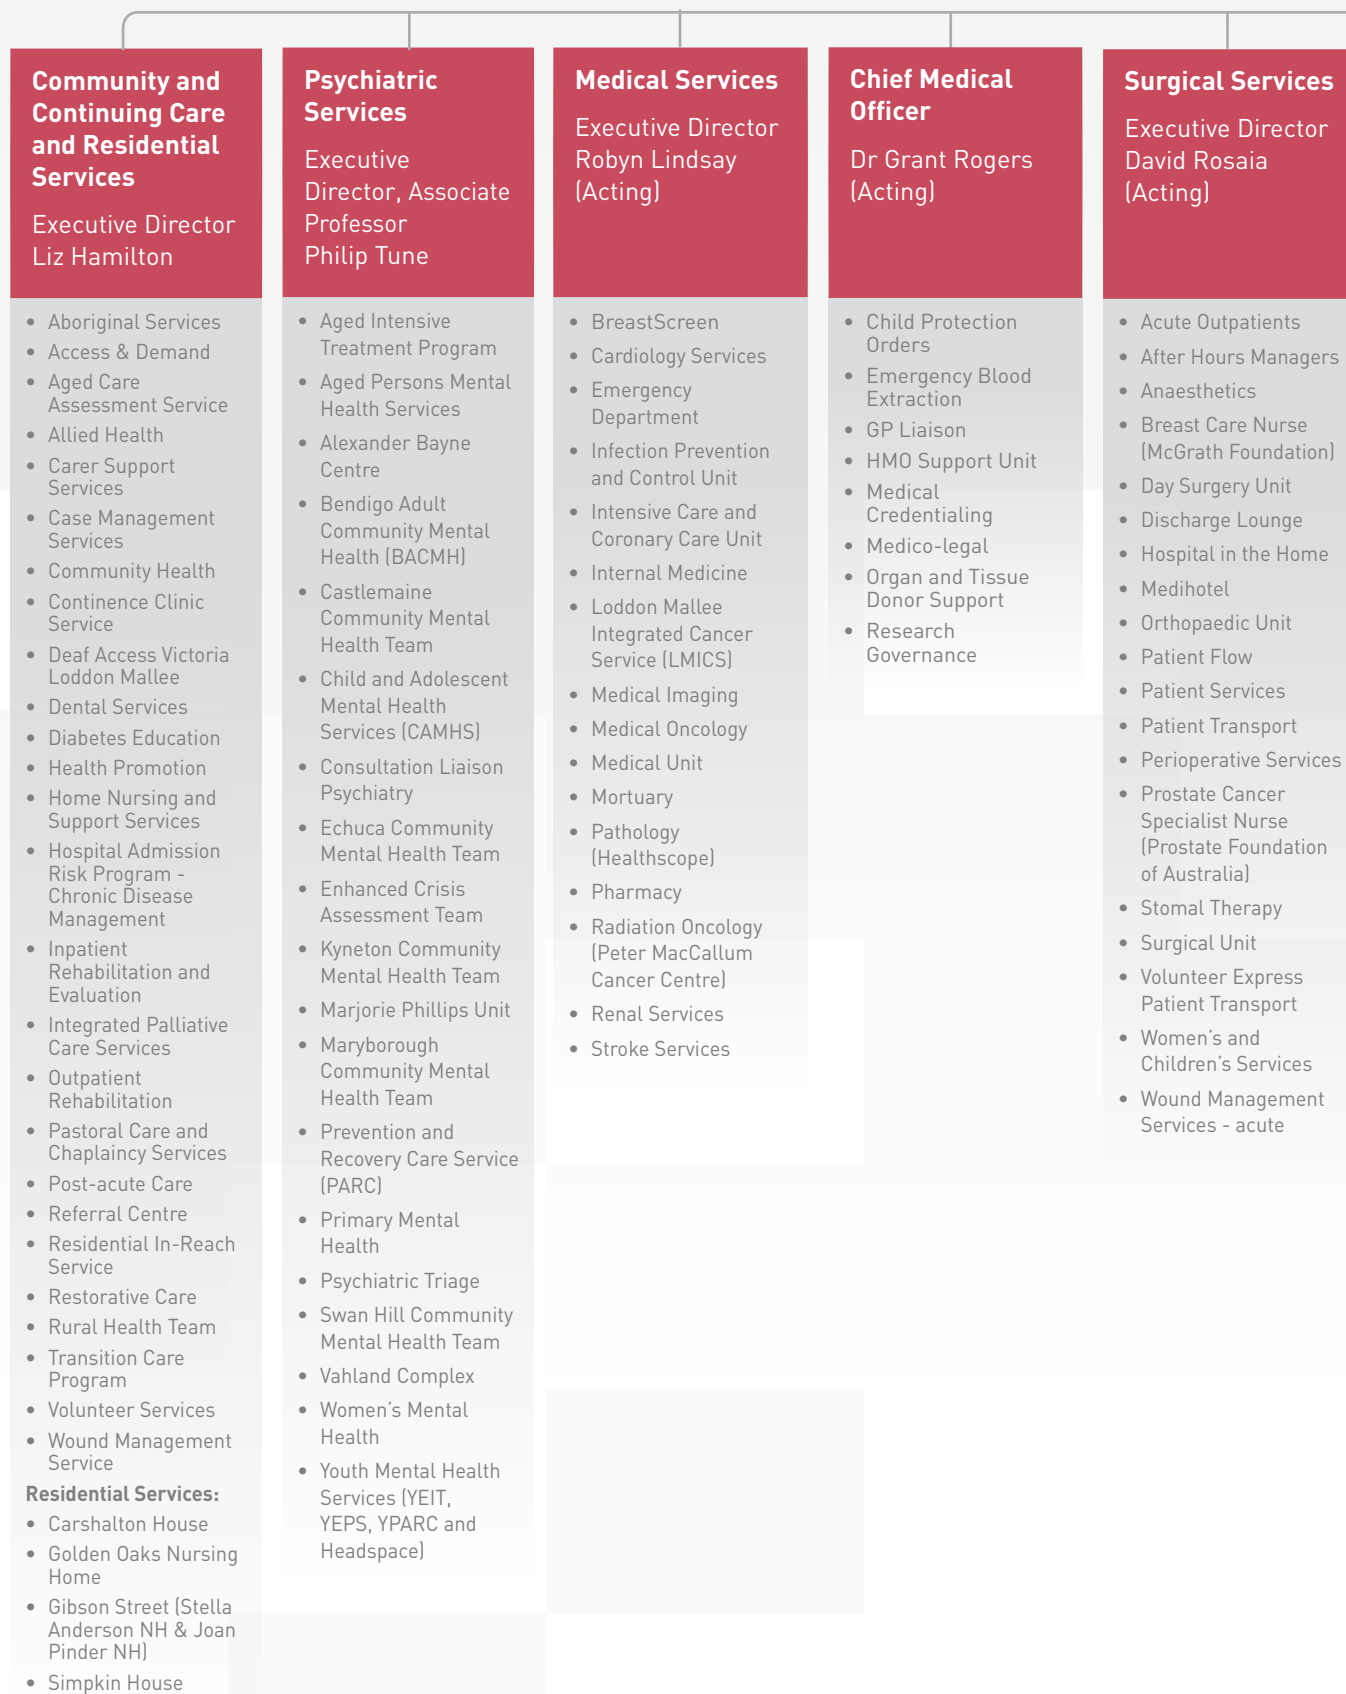 Community and
Continuing Care
and Residential
Services
Executive Director
Liz Hamilton
• Aboriginal Services
• Access & Demand
• Aged Care
Assessment Service
• Allied Health
• Carer Support
Services
• Case Management
Services
• Community Health
• Continence Clinic
Service
• Deaf Access Victoria
Loddon Mallee
• Dental Services
• Diabetes Education
• Health Promotion
• Home Nursing and
Support Services
• Hospital Admission
Risk Program -
Chronic Disease
Management
• Inpatient
Rehabilitation and
Evaluation
• Integrated Palliative
Care Services
• Outpatient
Rehabilitation
• Pastoral Care and
Chaplaincy Services
• Post-acute Care
• Referral Centre
• Residential In-Reach
Service
• Restorative Care
• Rural Health Team
• Transition Care
Program
• Volunteer Services
• Wound Management
Service
Residential Services:
• Carshalton House
• Golden Oaks Nursing
Home
• Gibson Street (Stella
Anderson NH & Joan
Pinder NH)
• Simpkin House
Psychiatric
Services
Executive
Director, Associate
Professor
Philip Tune
• Aged Intensive
Treatment Program
• Aged Persons Mental
Health Services
• Alexander Bayne
Centre
• Bendigo Adult
Community Mental
Health (BACMH)
• Castlemaine
Community Mental
Health Team
• Child and Adolescent
Mental Health
Services (CAMHS)
• Consultation Liaison
Psychiatry
• Echuca Community
Mental Health Team
• Enhanced Crisis
Assessment Team
• Kyneton Community
Mental Health Team
• Marjorie Phillips Unit
• Maryborough
Community Mental
Health Team
• Prevention and
Recovery Care Service
(PARC)
• Primary Mental
Health
• Psychiatric Triage
• Swan Hill Community
Mental Health Team
• Vahland Complex
• Women's Mental
Health
• Youth Mental Health
Services (YEIT,
YEPS, YPARC and
Headspace)
Medical Services
Executive Director
Robyn Lindsay
(Acting)
• BreastScreen
• Cardiology Services
• Emergency
Department
• Infection Prevention
and Control Unit
• Intensive Care and
Coronary Care Unit
• Internal Medicine
• Loddon Mallee
Integrated Cancer
Service (LMICS)
• Medical Imaging
• Medical Oncology
• Medical Unit
• Mortuary
• Pathology
(Healthscope)
• Pharmacy
• Radiation Oncology
(Peter MacCallum
Cancer Centre)
• Renal Services
• Stroke Services
Chief Medical
Officer
Dr Grant Rogers
(Acting)
• Child Protection
Orders
• Emergency Blood
Extraction
• GP Liaison
• HMO Support Unit
• Medical
Credentialing
• Medico-legal
• Organ and Tissue
Donor Support
• Research
Governance
Surgical Services
Executive Director
David Rosaia
(Acting)
• Acute Outpatients
• After Hours Managers
• Anaesthetics
• Breast Care Nurse
(McGrath Foundation)
• Day Surgery Unit
• Discharge Lounge
• Hospital in the Home
• Medihotel
• Orthopaedic Unit
• Patient Flow
• Patient Services
• Patient Transport
• Perioperative Services
• Prostate Cancer
Specialist Nurse
(Prostate Foundation
of Australia)
• Stomal Therapy
• Surgical Unit
• Volunteer Express
Patient Transport
• Women's and
Children's Services
• Wound Management
Services - acute